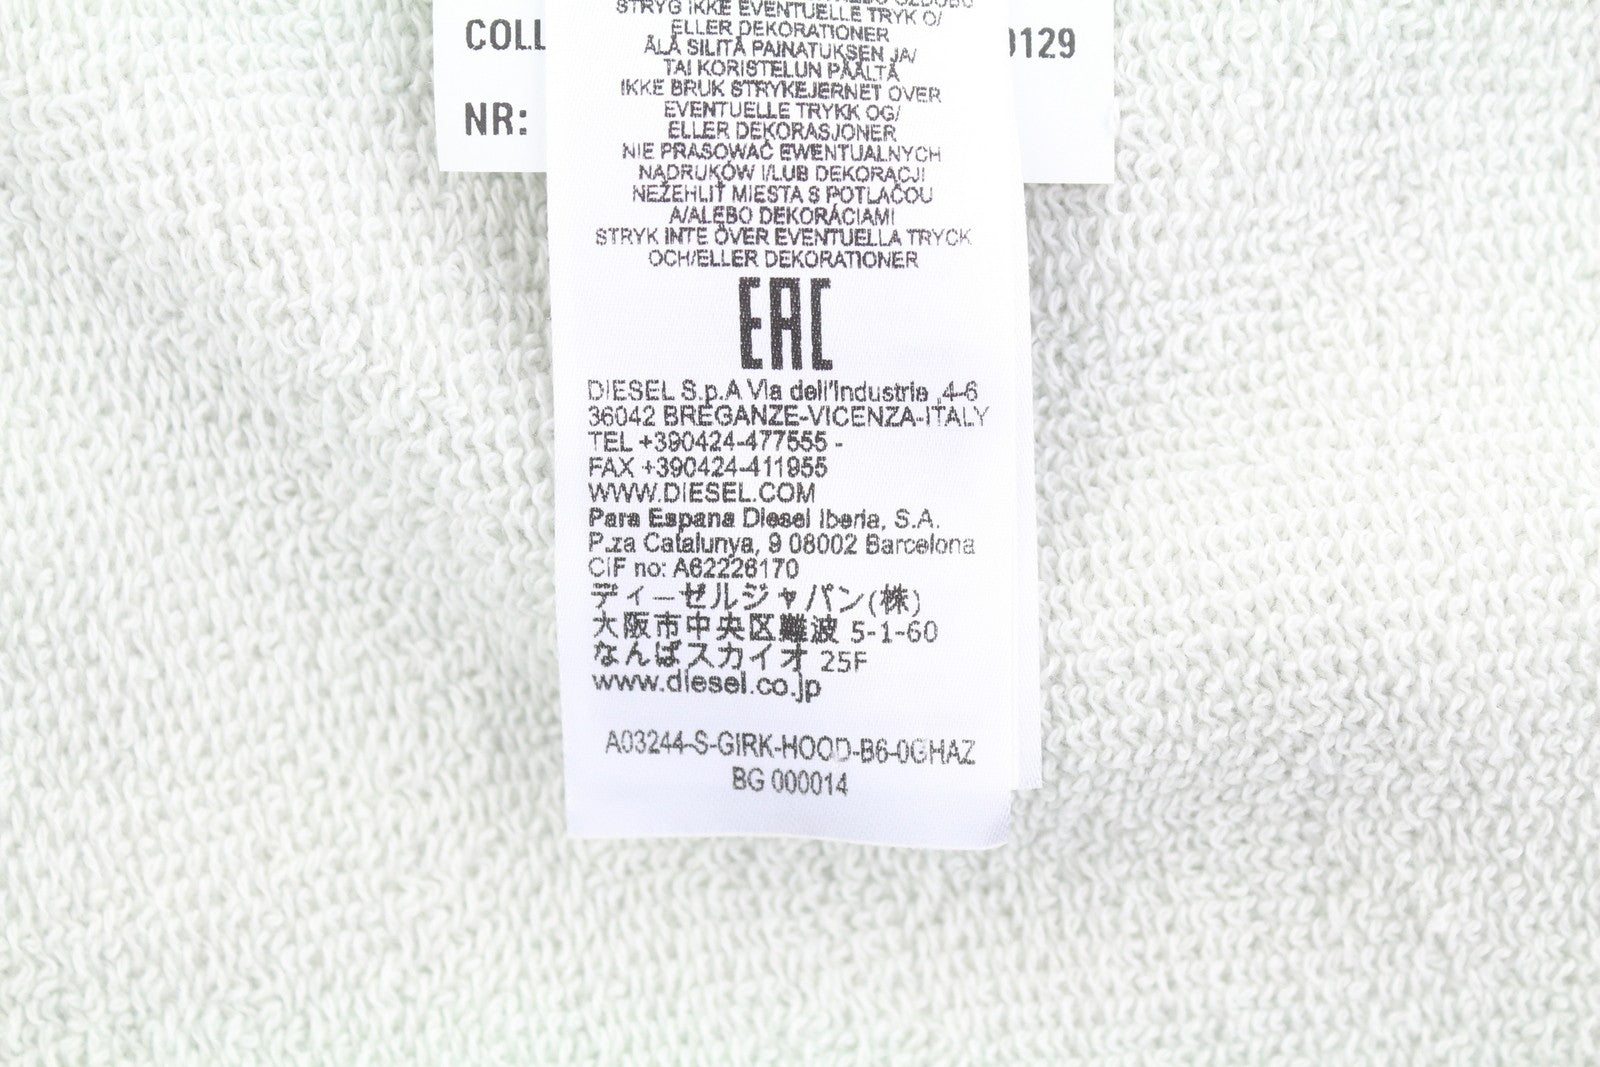 COLL
0129
NR:
STRYG IKKE EVENTUELLE TRYK O/
ELLER DEKORATIONER
ÄLÄ SILITÄ PAINATUKSEN JA/
TAI KORISTELUN PÄÄLTÄ
IKKE BRUK STRYKEJERNET OVER
EVENTUELLE TRYKK OG/
ELLER DEKORASJONER
NIE PRASOWAĆ EWENTUALNYCH
NADRUKÓW I/LUB DEKORACJI
NEŽEHLIŤ MIESTA S POTLAČOU
A/ALEBO DEKORÁCIAMI
STRYK INTE ÖVER EVENTUELLA TRYCK
OCH/ELLER DEKORATIONER
EAC
DIESEL S.p.A Via dell'Industria ,4-6
36042 BREGANZE-VICENZA-ITALY
TEL +390424-477555 -
FAX +390424-411955
WWW.DIESEL.COM
Para Espana Diesel Iberia, S.A.
P.za Catalunya, 9 08002 Barcelona
CIF no: A62226170
ディーゼルジャパン(株)
大阪市中央区難波 5-1-60
なんばスカイオ 25F
www.diesel.co.jp
A03244-S-GIRK-HOOD-B6-0GHAZ
BG 000014